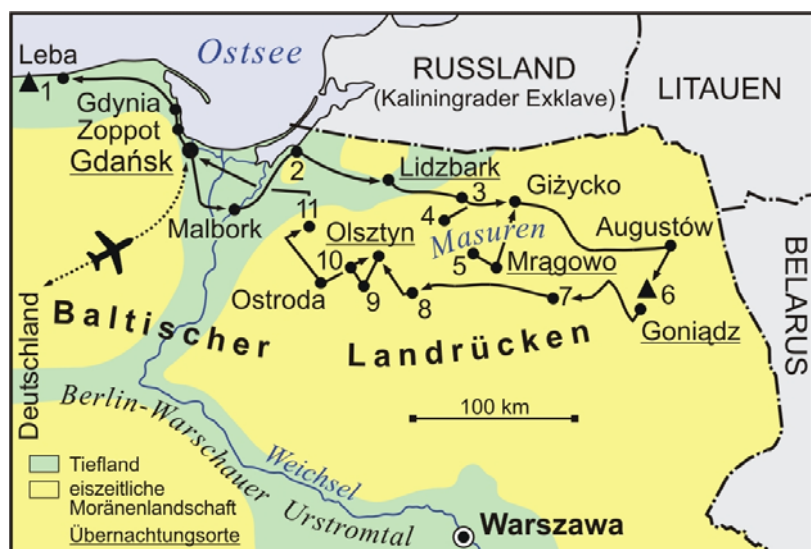 Leba
Ostsee
RUSSLAND
(Kaliningrader Exklave)
LITAUEN
1
Gdynia
Zoppot
Gdańsk
2
Lidzbark
3
Giżycko
4
Malbork
11
Olsztyn
Masuren
Augustów
BELARUS
10
5
Mrągowo
Ostroda
9
8
7
6
Goniądz
Deutschland
Baltischer
Landrücken
100 km
Berlin-Warschauer Urstromtal
Weichsel
Tiefland
eiszeitliche
Moränenlandschaft
Übernachtungsorte
Warszawa